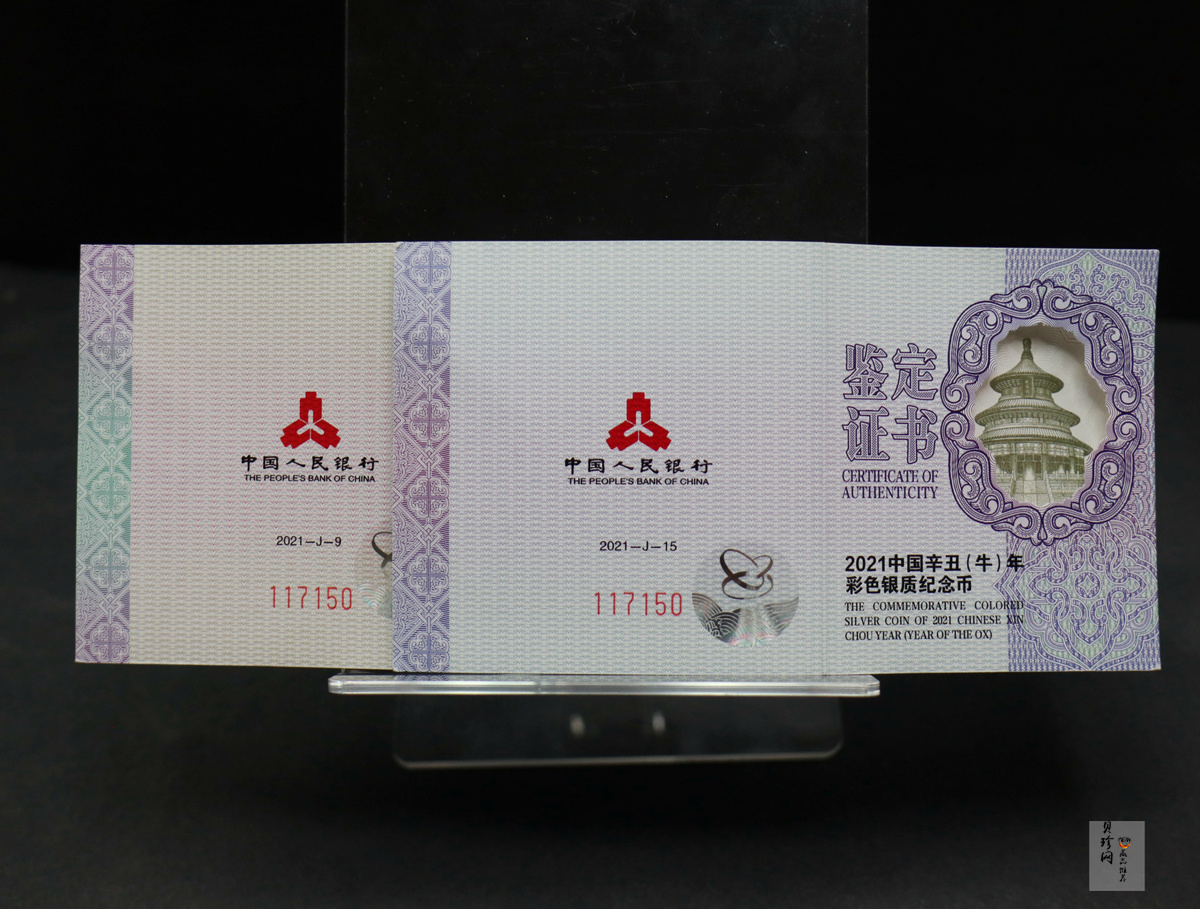 中国人民银行
THE PEOPLE'S BANK OF CHINA
2021—J—9
117150
中国人民银行
THE PEOPLE'S BANK OF CHINA
2021—J—15
117150
鉴定
证书
CERTIFICATE OF
AUTHENTICITY
2021中国辛丑(牛)年
彩色银质纪念币
THE COMMEMORATIVE COLORED
SILVER COIN OF 2021 CHINESE XIN
CHOU YEAR (YEAR OF THE OX)
贝珍网